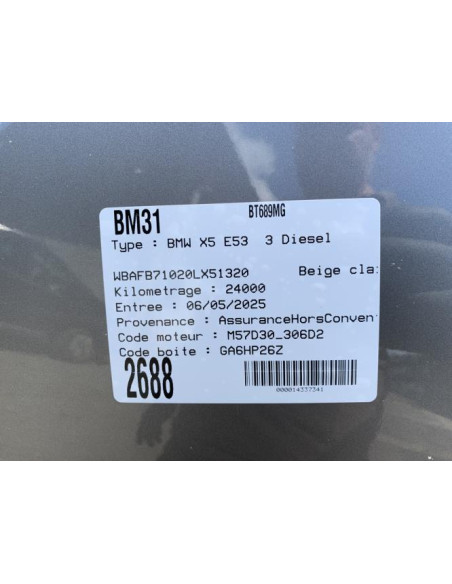 BM31 BT689MG
Type : BMW X5 E53 3 Diesel
WBAFB71020LX51320 Beige cla
Kilometrage : 24000
Entree : 06/05/2025
Provenance : AssuranceHorsConven
Code moteur : M57D30_306D2
Code boite : GA6HP26Z
2688
000014337341